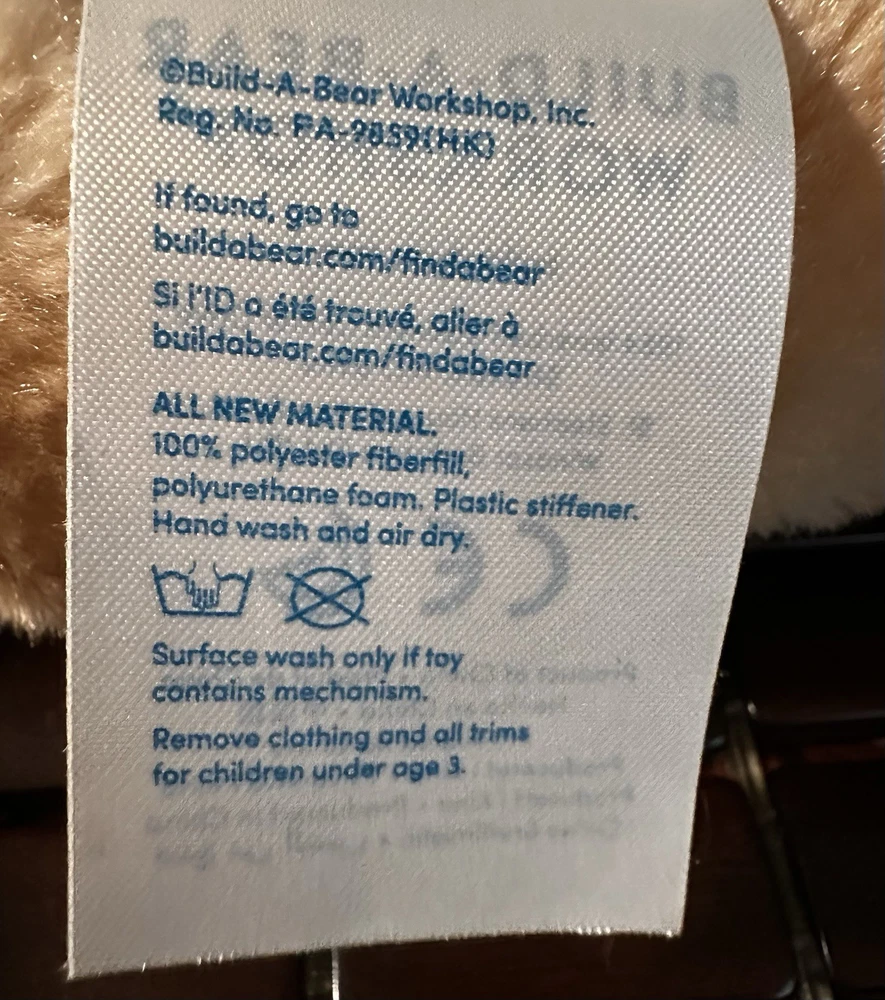 ©Build-A-Bear Workshop, Inc.
Reg. No. PA-9859(HK)
If found, go to
buildabear.com/findabear
Si l'ID a été trouvé, aller à
buildabear.com/findabear
ALL NEW MATERIAL.
100% polyester fiberfill,
polyurethane foam. Plastic stiffener.
Hand wash and air dry.
Surface wash only if toy
contains mechanism.
Remove clothing and all trims
for children under age 3.